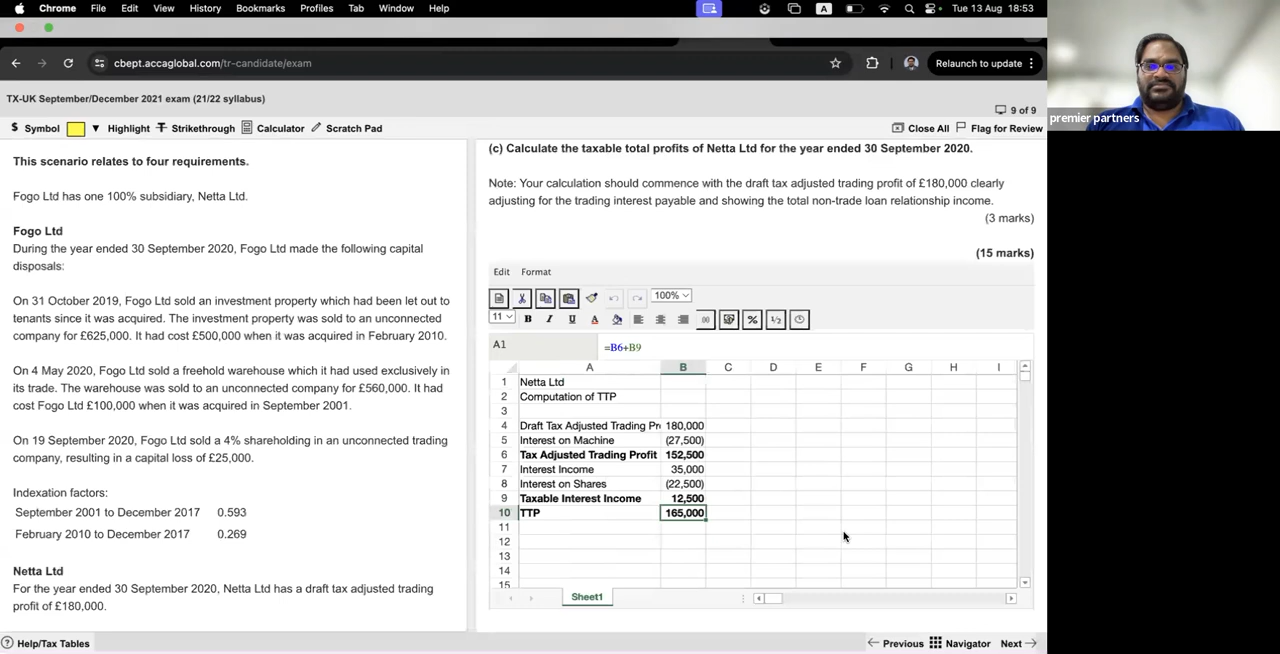 Chrome File Edit View History Bookmarks Profiles Tab Window Help A Tue 13 Aug 18:53
cbept.accaglobal.com/tr-candidate/exam Relaunch to update
TX-UK September/December 2021 exam (21/22 syllabus)
9 of 9
$ Symbol Highlight Strikethrough Calculator Scratch Pad Close All Flag for Review
This scenario relates to four requirements.
Fogo Ltd has one 100% subsidiary, Netta Ltd.
Fogo Ltd
During the year ended 30 September 2020, Fogo Ltd made the following capital
disposals:
On 31 October 2019, Fogo Ltd sold an investment property which had been let out to
tenants since it was acquired. The investment property was sold to an unconnected
company for £625,000. It had cost £500,000 when it was acquired in February 2010.
On 4 May 2020, Fogo Ltd sold a freehold warehouse which it had used exclusively in
its trade. The warehouse was sold to an unconnected company for £560,000. It had
cost Fogo Ltd £100,000 when it was acquired in September 2001.
On 19 September 2020, Fogo Ltd sold a 4% shareholding in an unconnected trading
company, resulting in a capital loss of £25,000.
Indexation factors:
September 2001 to December 2017 0.593
February 2010 to December 2017 0.269
Netta Ltd
For the year ended 30 September 2020, Netta Ltd has a draft tax adjusted trading
profit of £180,000.
(c) Calculate the taxable total profits of Netta Ltd for the year ended 30 September 2020.
Note: Your calculation should commence with the draft tax adjusted trading profit of £180,000 clearly
adjusting for the trading interest payable and showing the total non-trade loan relationship income.
(3 marks)
(15 marks)
Edit Format
100%
11 B I U A % 1/2
A1 =B6+B9
A B C D E F G H I
1 Netta Ltd
2 Computation of TTP
3
4 Draft Tax Adjusted Trading Pr 180,000
5 Interest on Machine (27,500)
6 Tax Adjusted Trading Profit 152,500
7 Interest Income 35,000
8 Interest on Shares (22,500)
9 Taxable Interest Income 12,500
10 TTP 165,000
11
12
13
14
15
Sheet1
? Help/Tax Tables Previous Navigator Next
premier partners